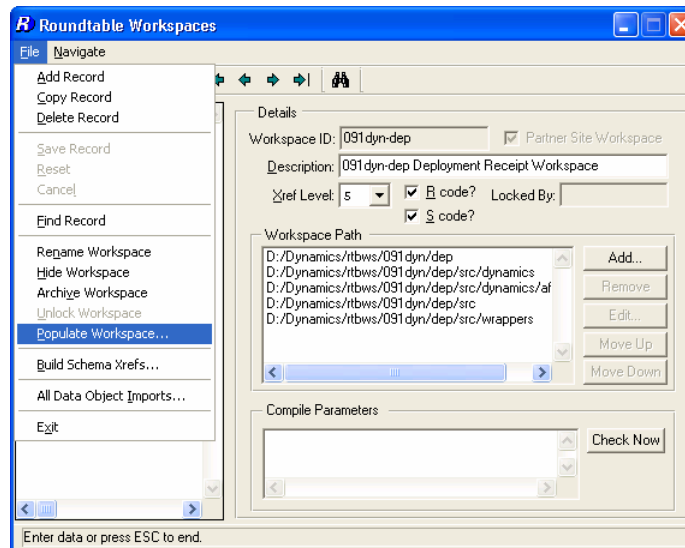 R Roundtable Workspaces
File Navigate
Add Record
Copy Record
Delete Record
Save Record
Reset
Cancel
Find Record
Rename Workspace
Hide Workspace
Archive Workspace
Unlock Workspace
Populate Workspace...
Build Schema Xrefs...
All Data Object Imports...
Exit
Details
Workspace ID: 091dyn-dep Partner Site Workspace
Description: 091dyn-dep Deployment Receipt Workspace
Xref Level: 5 R code? Locked By:
S code?
Workspace Path
D:/Dynamics/rtbws/091dyn/dep
D:/Dynamics/rtbws/091dyn/dep/src/dynamics
D:/Dynamics/rtbws/091dyn/dep/src/dynamics/af
D:/Dynamics/rtbws/091dyn/dep/src
D:/Dynamics/rtbws/091dyn/dep/src/wrappers
Add...
Remove
Edit...
Move Up
Move Down
Compile Parameters
Check Now
Enter data or press ESC to end.